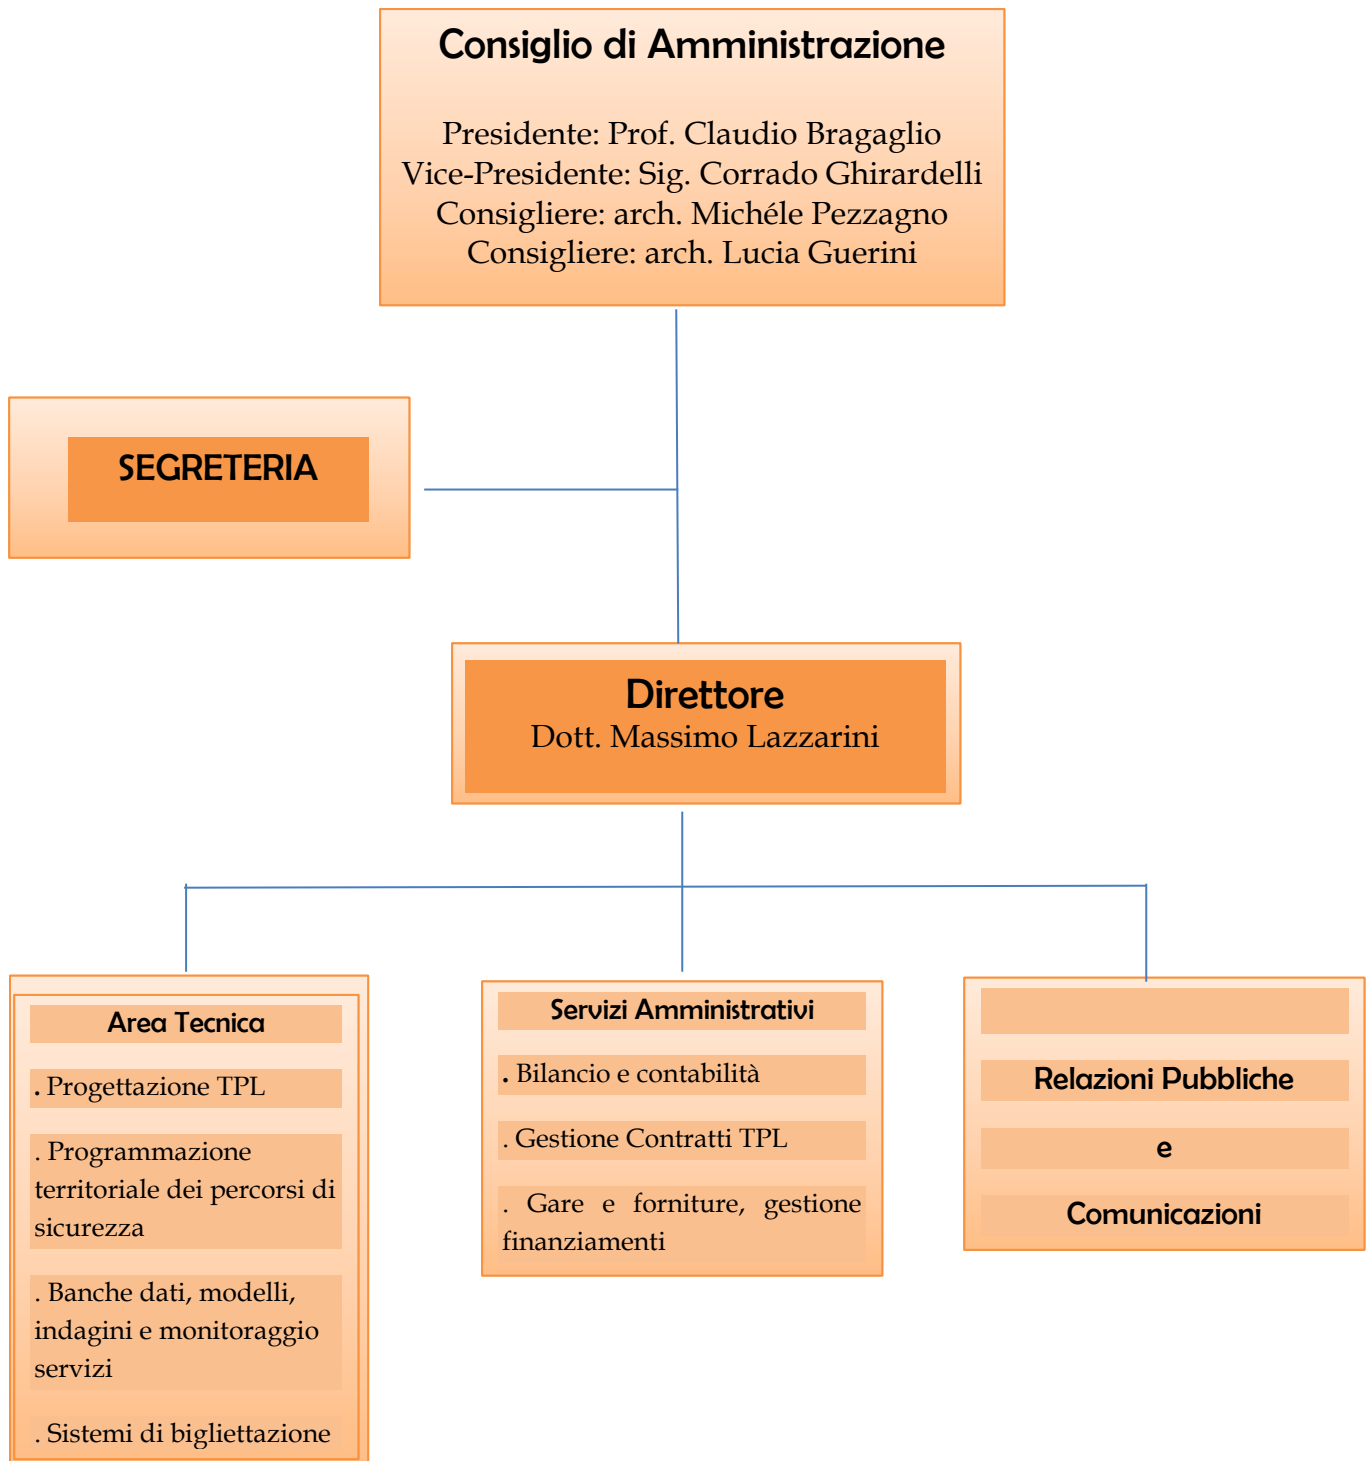 Consiglio di Amministrazione
Presidente: Prof. Claudio Bragaglio
Vice-Presidente: Sig. Corrado Ghirardelli
Consigliere: arch. Michéle Pezzagno
Consigliere: arch. Lucia Guerini
SEGRETERIA
Direttore
Dott. Massimo Lazzarini
Area Tecnica
. Progettazione TPL
. Programmazione
territoriale dei percorsi di
sicurezza
. Banche dati, modelli,
indagini e monitoraggio
servizi
. Sistemi di bigliettazione
Servizi Amministrativi
. Bilancio e contabilità
. Gestione Contratti TPL
. Gare e forniture, gestione
finanziamenti
Relazioni Pubbliche
e
Comunicazioni